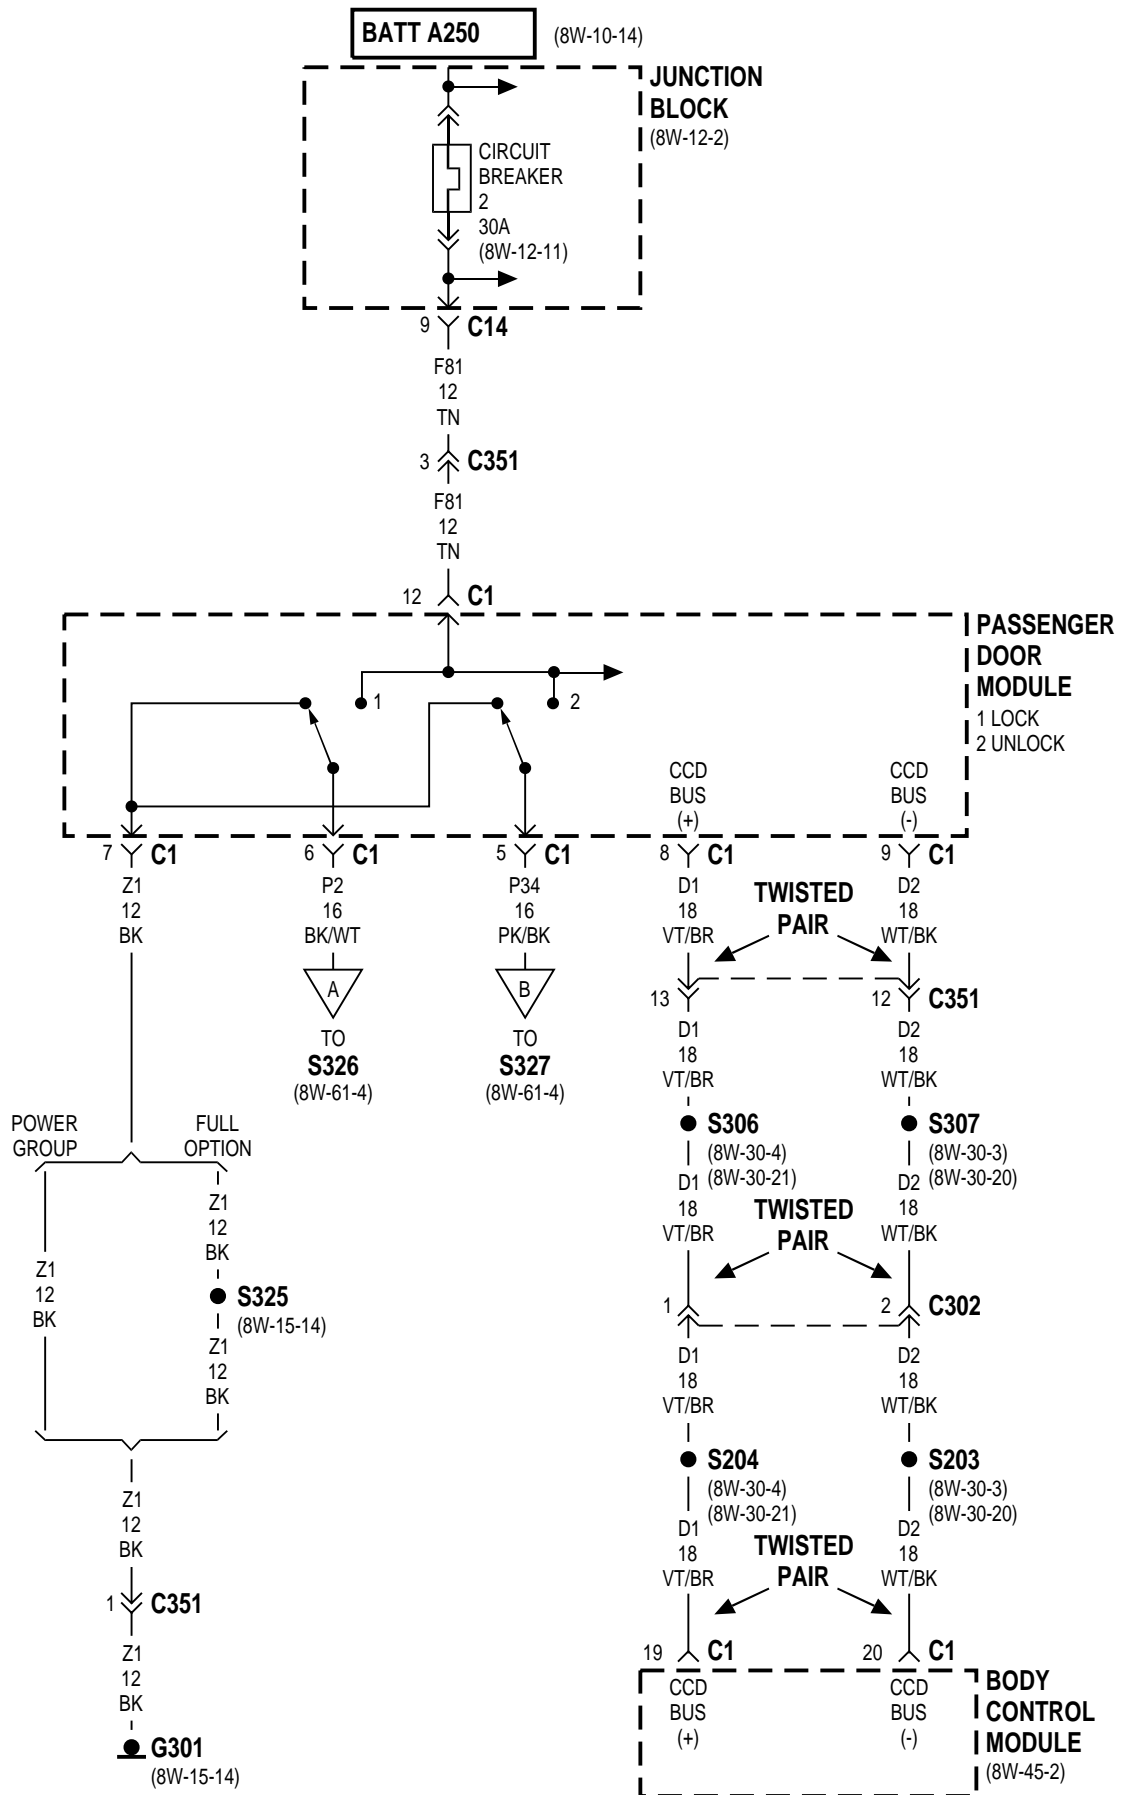 BATT A250
(8W-10-14)
JUNCTION
BLOCK
(8W-12-2)
CIRCUIT
BREAKER
2
30A
(8W-12-11)
9 C14
F81
12
TN
3 C351
F81
12
TN
12 C1
PASSENGER
DOOR
MODULE
1 LOCK
2 UNLOCK
1
2
CCD
BUS
(+)
CCD
BUS
(-)
7 C1
6 C1
5 C1
8 C1
9 C1
Z1
12
BK
P2
16
BK/WT
P34
16
PK/BK
D1
18
VT/BR
TWISTED
PAIR
D2
18
WT/BK
A
B
TO
S326
(8W-61-4)
TO
S327
(8W-61-4)
13
12 C351
D1
18
VT/BR
D2
18
WT/BK
POWER
GROUP
FULL
OPTION
S306
(8W-30-4)
(8W-30-21)
S307
(8W-30-3)
(8W-30-20)
D1
18
VT/BR
TWISTED
PAIR
D2
18
WT/BK
Z1
12
BK
Z1
12
BK
S325
(8W-15-14)
Z1
12
BK
1
2 C302
D1
18
VT/BR
D2
18
WT/BK
S204
(8W-30-4)
(8W-30-21)
S203
(8W-30-3)
(8W-30-20)
Z1
12
BK
D1
18
VT/BR
TWISTED
PAIR
D2
18
WT/BK
1 C351
Z1
12
BK
G301
(8W-15-14)
19 C1
20 C1
CCD
BUS
(+)
CCD
BUS
(-)
BODY
CONTROL
MODULE
(8W-45-2)